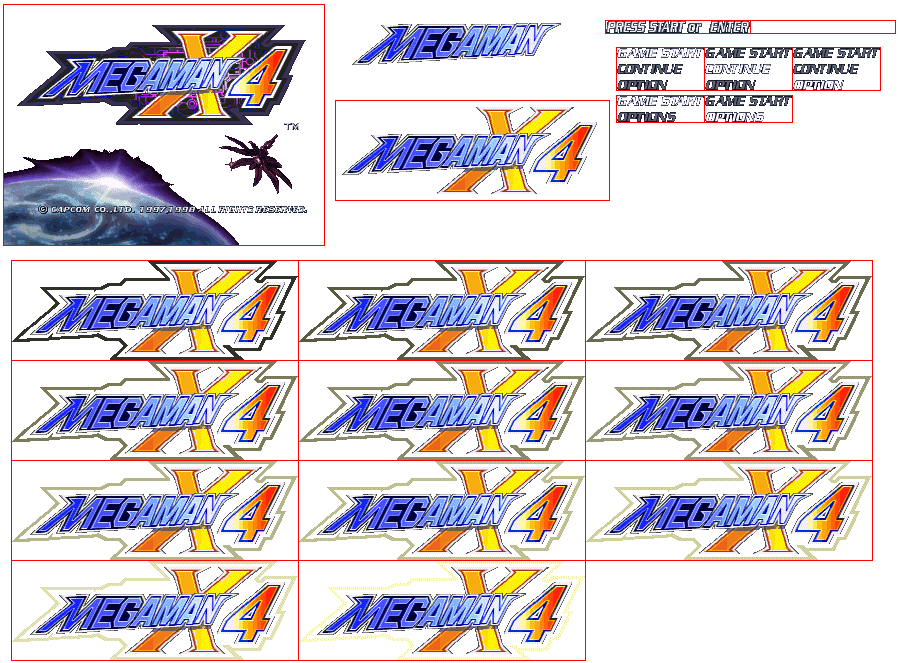 MEGAMAN X4
TM
© CAPCOM CO., LTD. 1997,1998 ALL RIGHTS RESERVED.
MEGAMAN
MEGAMAN X4
PRESS START or ENTER
GAME START GAME START GAME START
CONTINUE CONTINUE CONTINUE
OPTION OPTION OPTION
GAME START GAME START
OPTIONS OPTIONS
MEGAMAN X4 MEGAMAN X4 MEGAMAN X4
MEGAMAN X4 MEGAMAN X4 MEGAMAN X4
MEGAMAN X4 MEGAMAN X4 MEGAMAN X4
MEGAMAN X4 MEGAMAN X4